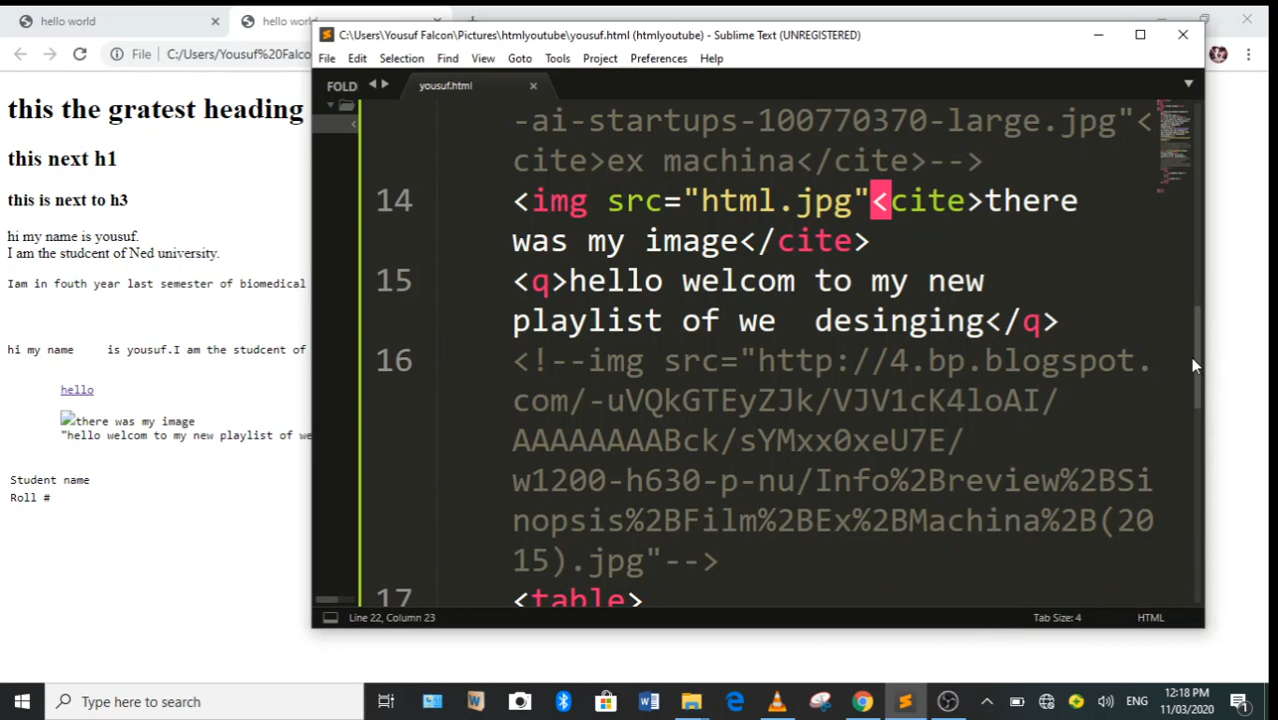 hello world
hello world
File C:/Users/Yousuf%20Falco
this the gratest heading
this next h1
this is next to h3
hi my name is yousuf.
I am the studcent of Ned university.
Iam in fouth year last semester of biomedical
hi my name is yousuf.I am the studcent of
hello
there was my image
"hello welcom to my new playlist of we
Student name
Roll #
C:\Users\Yousuf Falcon\Pictures\htmlyoutube\yousuf.html (htmlyoutube) - Sublime Text (UNREGISTERED)
File Edit Selection Find View Goto Tools Project Preferences Help
FOLD
yousuf.html
-ai-startups-100770370-large.jpg"<
cite>ex machina</cite>-->
14 <img src="html.jpg"<cite>there
was my image</cite>
15 <q>hello welcom to my new
playlist of we desinging</q>
16 <!--img src="http://4.bp.blogspot.
com/-uVQkGTEyZJk/VJV1cK4loAI/
AAAAAAAABck/sYMxx0xeU7E/
w1200-h630-p-nu/Info%2Breview%2BSi
nopsis%2BFilm%2BEx%2BMachina%2B(20
15).jpg"-->
17 <table>
Line 22, Column 23
Tab Size: 4
HTML
Type here to search
ENG
12:18 PM
11/03/2020
1